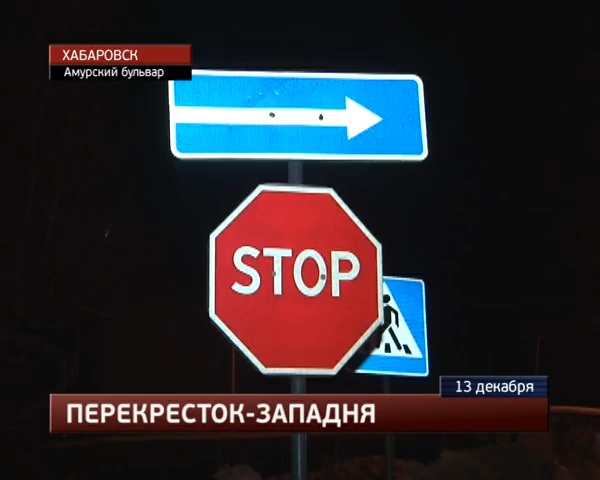 ХАБАРОВСК
Амурский бульвар
STOP
13 декабря
ПЕРЕКРЕСТОК-ЗАПАДНЯ